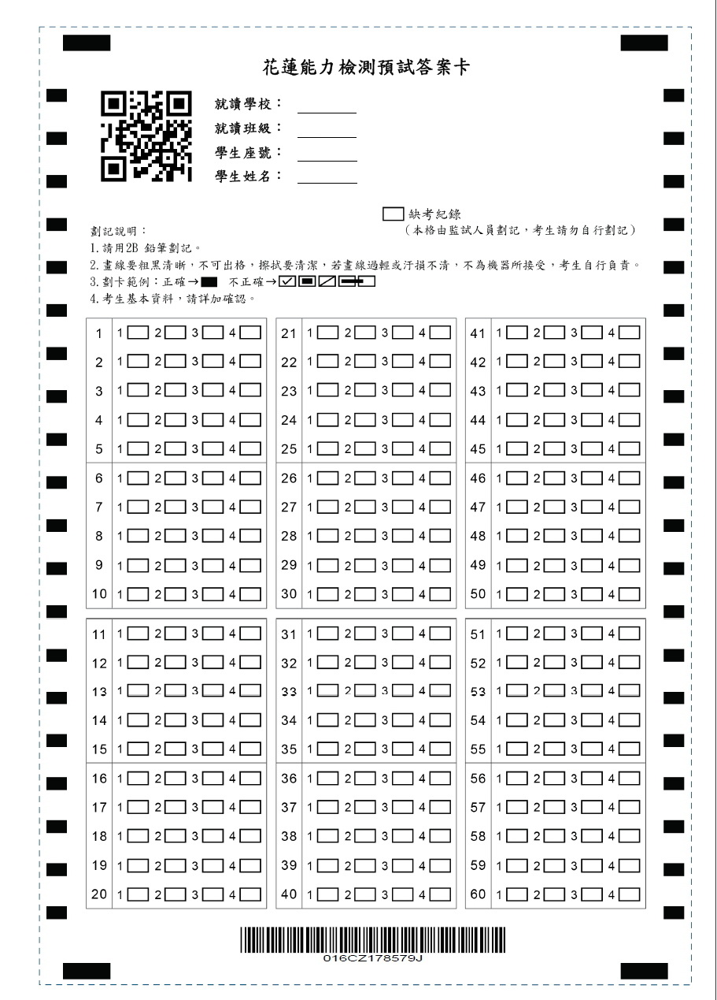 花蓮能力檢測預試答案卡
就讀學校：
就讀班級：
學生座號：
學生姓名：
缺考紀錄
（本格由監試人員劃記，考生請勿自行劃記）
劃記說明：
1.請用2B 鉛筆劃記。
2.畫線要粗黑清晰，不可出格，擦拭要清潔，若畫線過輕或汙損不清，不為機器所接受，考生自行負責。
3.劃卡範例：正確→ 不正確→
4.考生基本資料，請詳加確認。
1 1 2 3 4 21 1 2 3 4 41 1 2 3 4
2 1 2 3 4 22 1 2 3 4 42 1 2 3 4
3 1 2 3 4 23 1 2 3 4 43 1 2 3 4
4 1 2 3 4 24 1 2 3 4 44 1 2 3 4
5 1 2 3 4 25 1 2 3 4 45 1 2 3 4
6 1 2 3 4 26 1 2 3 4 46 1 2 3 4
7 1 2 3 4 27 1 2 3 4 47 1 2 3 4
8 1 2 3 4 28 1 2 3 4 48 1 2 3 4
9 1 2 3 4 29 1 2 3 4 49 1 2 3 4
10 1 2 3 4 30 1 2 3 4 50 1 2 3 4
11 1 2 3 4 31 1 2 3 4 51 1 2 3 4
12 1 2 3 4 32 1 2 3 4 52 1 2 3 4
13 1 2 3 4 33 1 2 3 4 53 1 2 3 4
14 1 2 3 4 34 1 2 3 4 54 1 2 3 4
15 1 2 3 4 35 1 2 3 4 55 1 2 3 4
16 1 2 3 4 36 1 2 3 4 56 1 2 3 4
17 1 2 3 4 37 1 2 3 4 57 1 2 3 4
18 1 2 3 4 38 1 2 3 4 58 1 2 3 4
19 1 2 3 4 39 1 2 3 4 59 1 2 3 4
20 1 2 3 4 40 1 2 3 4 60 1 2 3 4
016CZ178579J